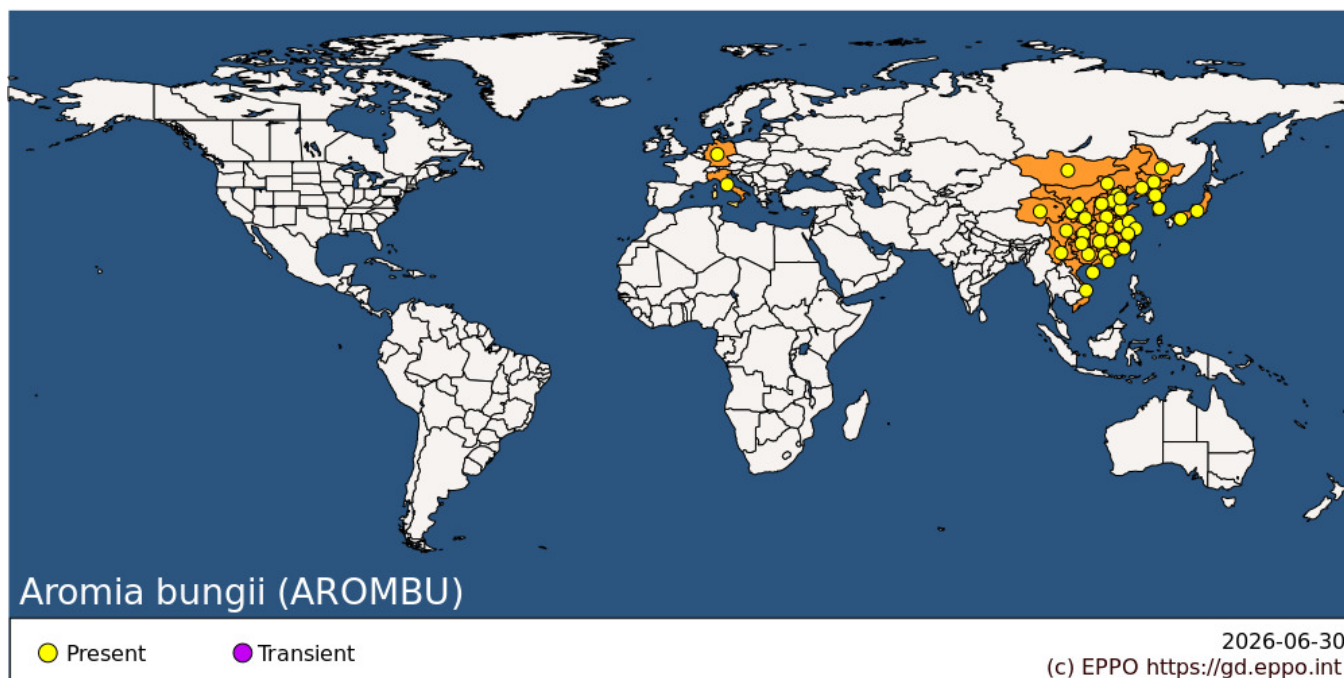 Aromia bungii (AROMBU)
Present
Transient
2026-06-30
(c) EPPO https://gd.eppo.int